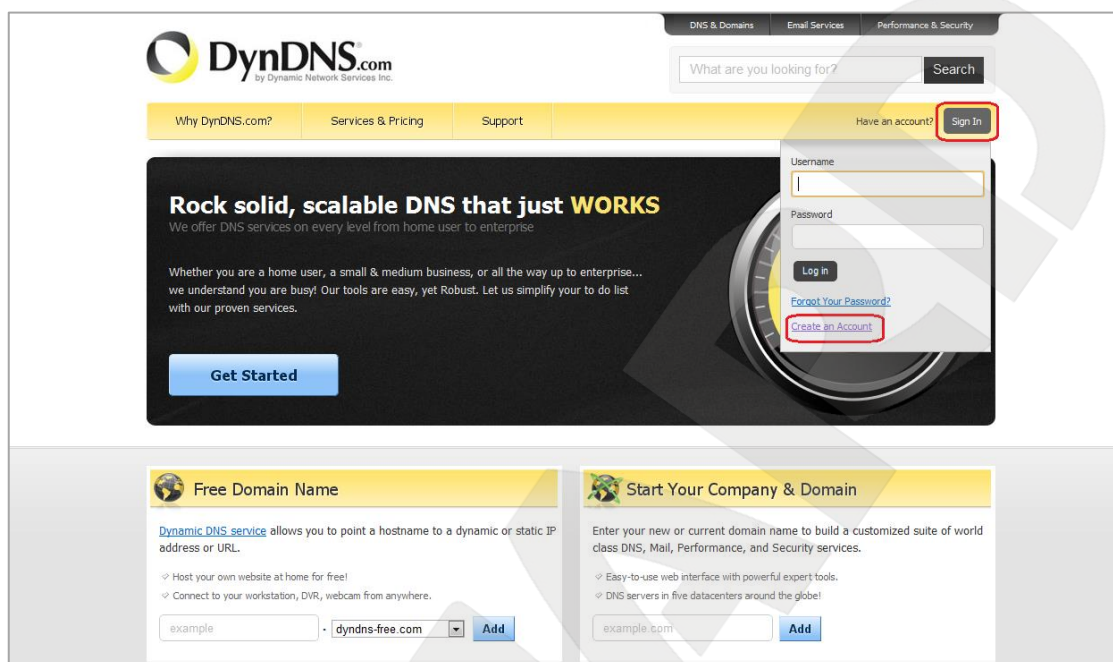 DNS & Domains Email Services Performance & Security
DynDNS.com
by Dynamic Network Services Inc.
What are you looking for? Search
Why DynDNS.com? Services & Pricing Support Have an account? Sign In
Username
Password
Log in
Forgot Your Password?
Create an Account
Rock solid, scalable DNS that just WORKS
We offer DNS services on every level from home user to enterprise
Whether you are a home user, a small & medium business, or all the way up to enterprise...
we understand you are busy! Our tools are easy, yet Robust. Let us simplify your to do list
with our proven services.
Get Started
Free Domain Name
Dynamic DNS service allows you to point a hostname to a dynamic or static IP
address or URL.
Host your own website at home for free!
Connect to your workstation, DVR, webcam from anywhere.
example . dyndns-free.com Add
Start Your Company & Domain
Enter your new or current domain name to build a customized suite of world
class DNS, Mail, Performance, and Security services.
Easy-to-use web interface with powerful expert tools.
DNS servers in five datacenters around the globe!
example.com Add